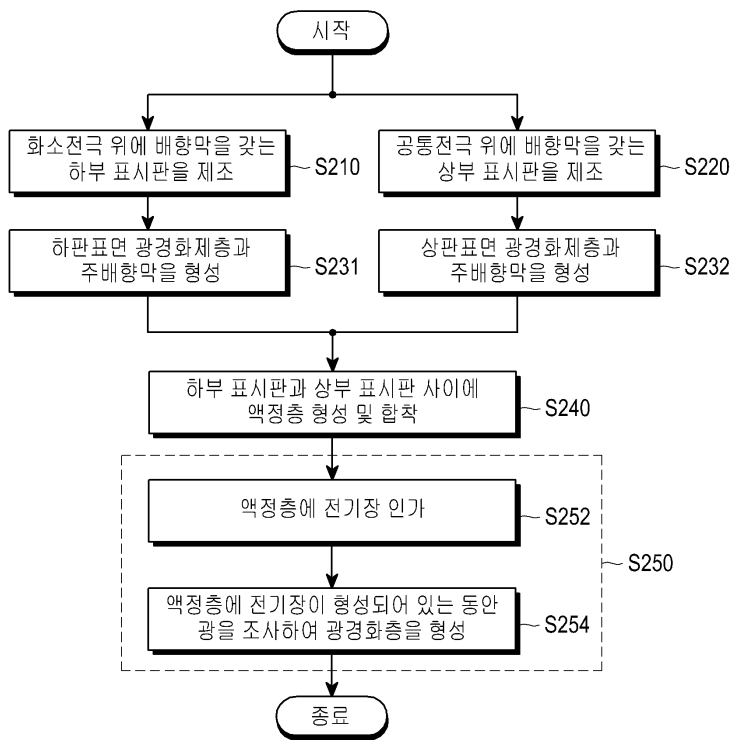 시작
화소전극 위에 배향막을 갖는
하부 표시판을 제조
S210
공통전극 위에 배향막을 갖는
상부 표시판을 제조
S220
하판표면 광경화제층과
주배향막을 형성
S231
상판표면 광경화제층과
주배향막을 형성
S232
하부 표시판과 상부 표시판 사이에
액정층 형성 및 합착
S240
액정층에 전기장 인가
S252
S250
액정층에 전기장이 형성되어 있는 동안
광을 조사하여 광경화층을 형성
S254
종료